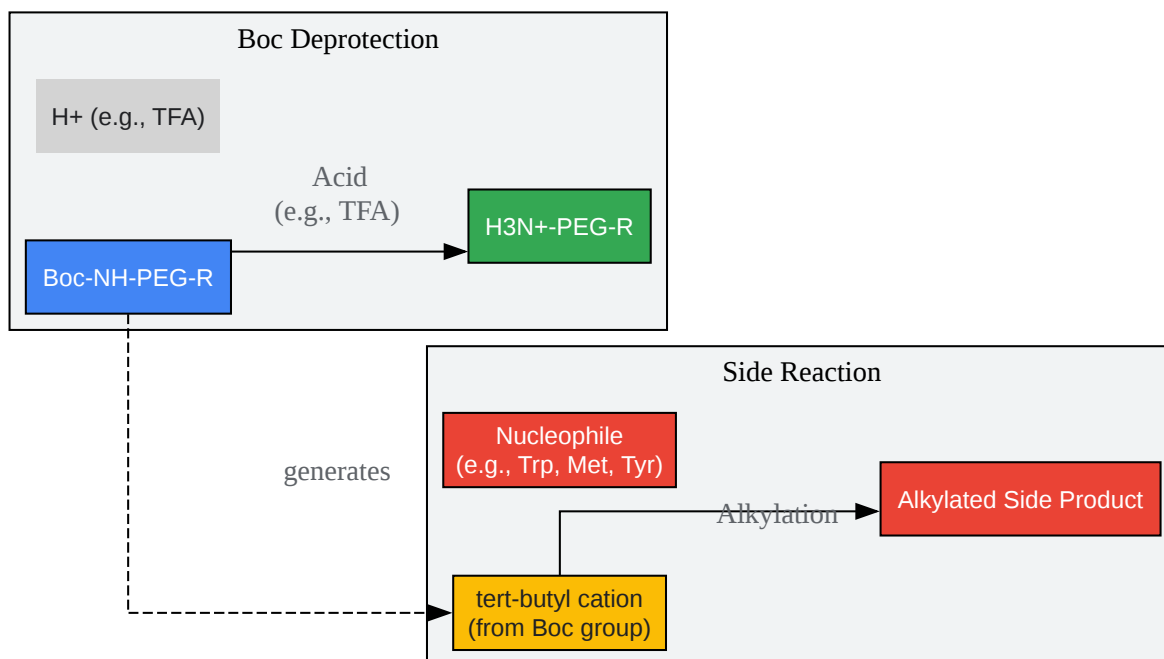 Boc Deprotection
H+ (e.g., TFA)
Acid
(e.g., TFA)
H3N+-PEG-R
Boc-NH-PEG-R
Side Reaction
Nucleophile
(e.g., Trp, Met, Tyr)
generates
Alkylation
Alkylated Side Product
tert-butyl cation
(from Boc group)